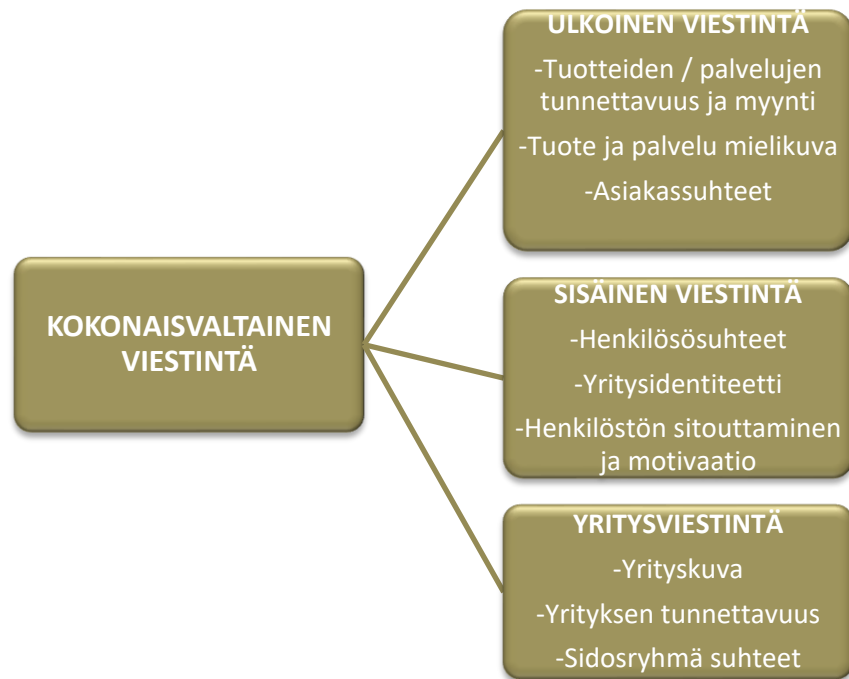 KOKONAISVALTAINEN
VIESTINTÄ
ULKOINEN VIESTINTÄ
-Tuotteiden / palvelujen
tunnettavuus ja myynti
-Tuote ja palvelu mielikuva
-Asiakassuhteet
SISÄINEN VIESTINTÄ
-Henkilösösuhteet
-Yritysidentiteetti
-Henkilöstön sitouttaminen
ja motivaatio
YRITYSVIESTINTÄ
-Yrityskuva
-Yrityksen tunnettavuus
-Sidosryhmä suhteet